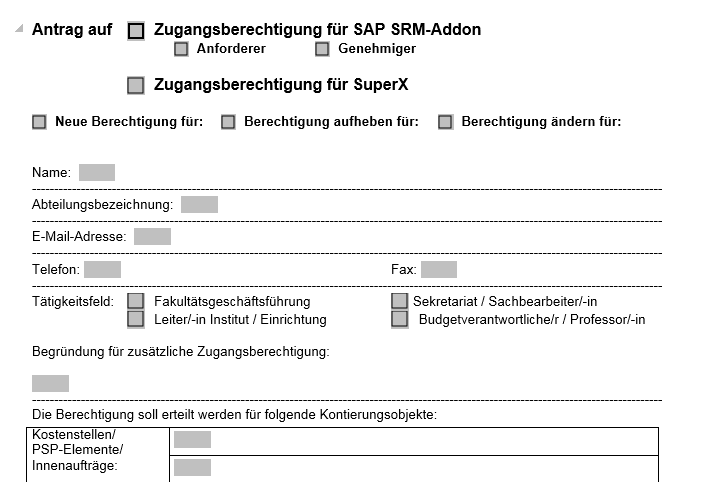 Antrag auf Zugangsberechtigung für SAP SRM-Addon
Anforderer Genehmiger
Zugangsberechtigung für SuperX
Neue Berechtigung für: Berechtigung aufheben für: Berechtigung ändern für:
Name:
Abteilungsbezeichnung:
E-Mail-Adresse:
Telefon: Fax:
Tätigkeitsfeld: Fakultätsgeschäftsführung Sekretariat / Sachbearbeiter/-in
Leiter/-in Institut / Einrichtung Budgetverantwortliche/r / Professor/-in
Begründung für zusätzliche Zugangsberechtigung:
Die Berechtigung soll erteilt werden für folgende Kontierungsobjekte:
Kostenstellen/
PSP-Elemente/
Innenaufträge: